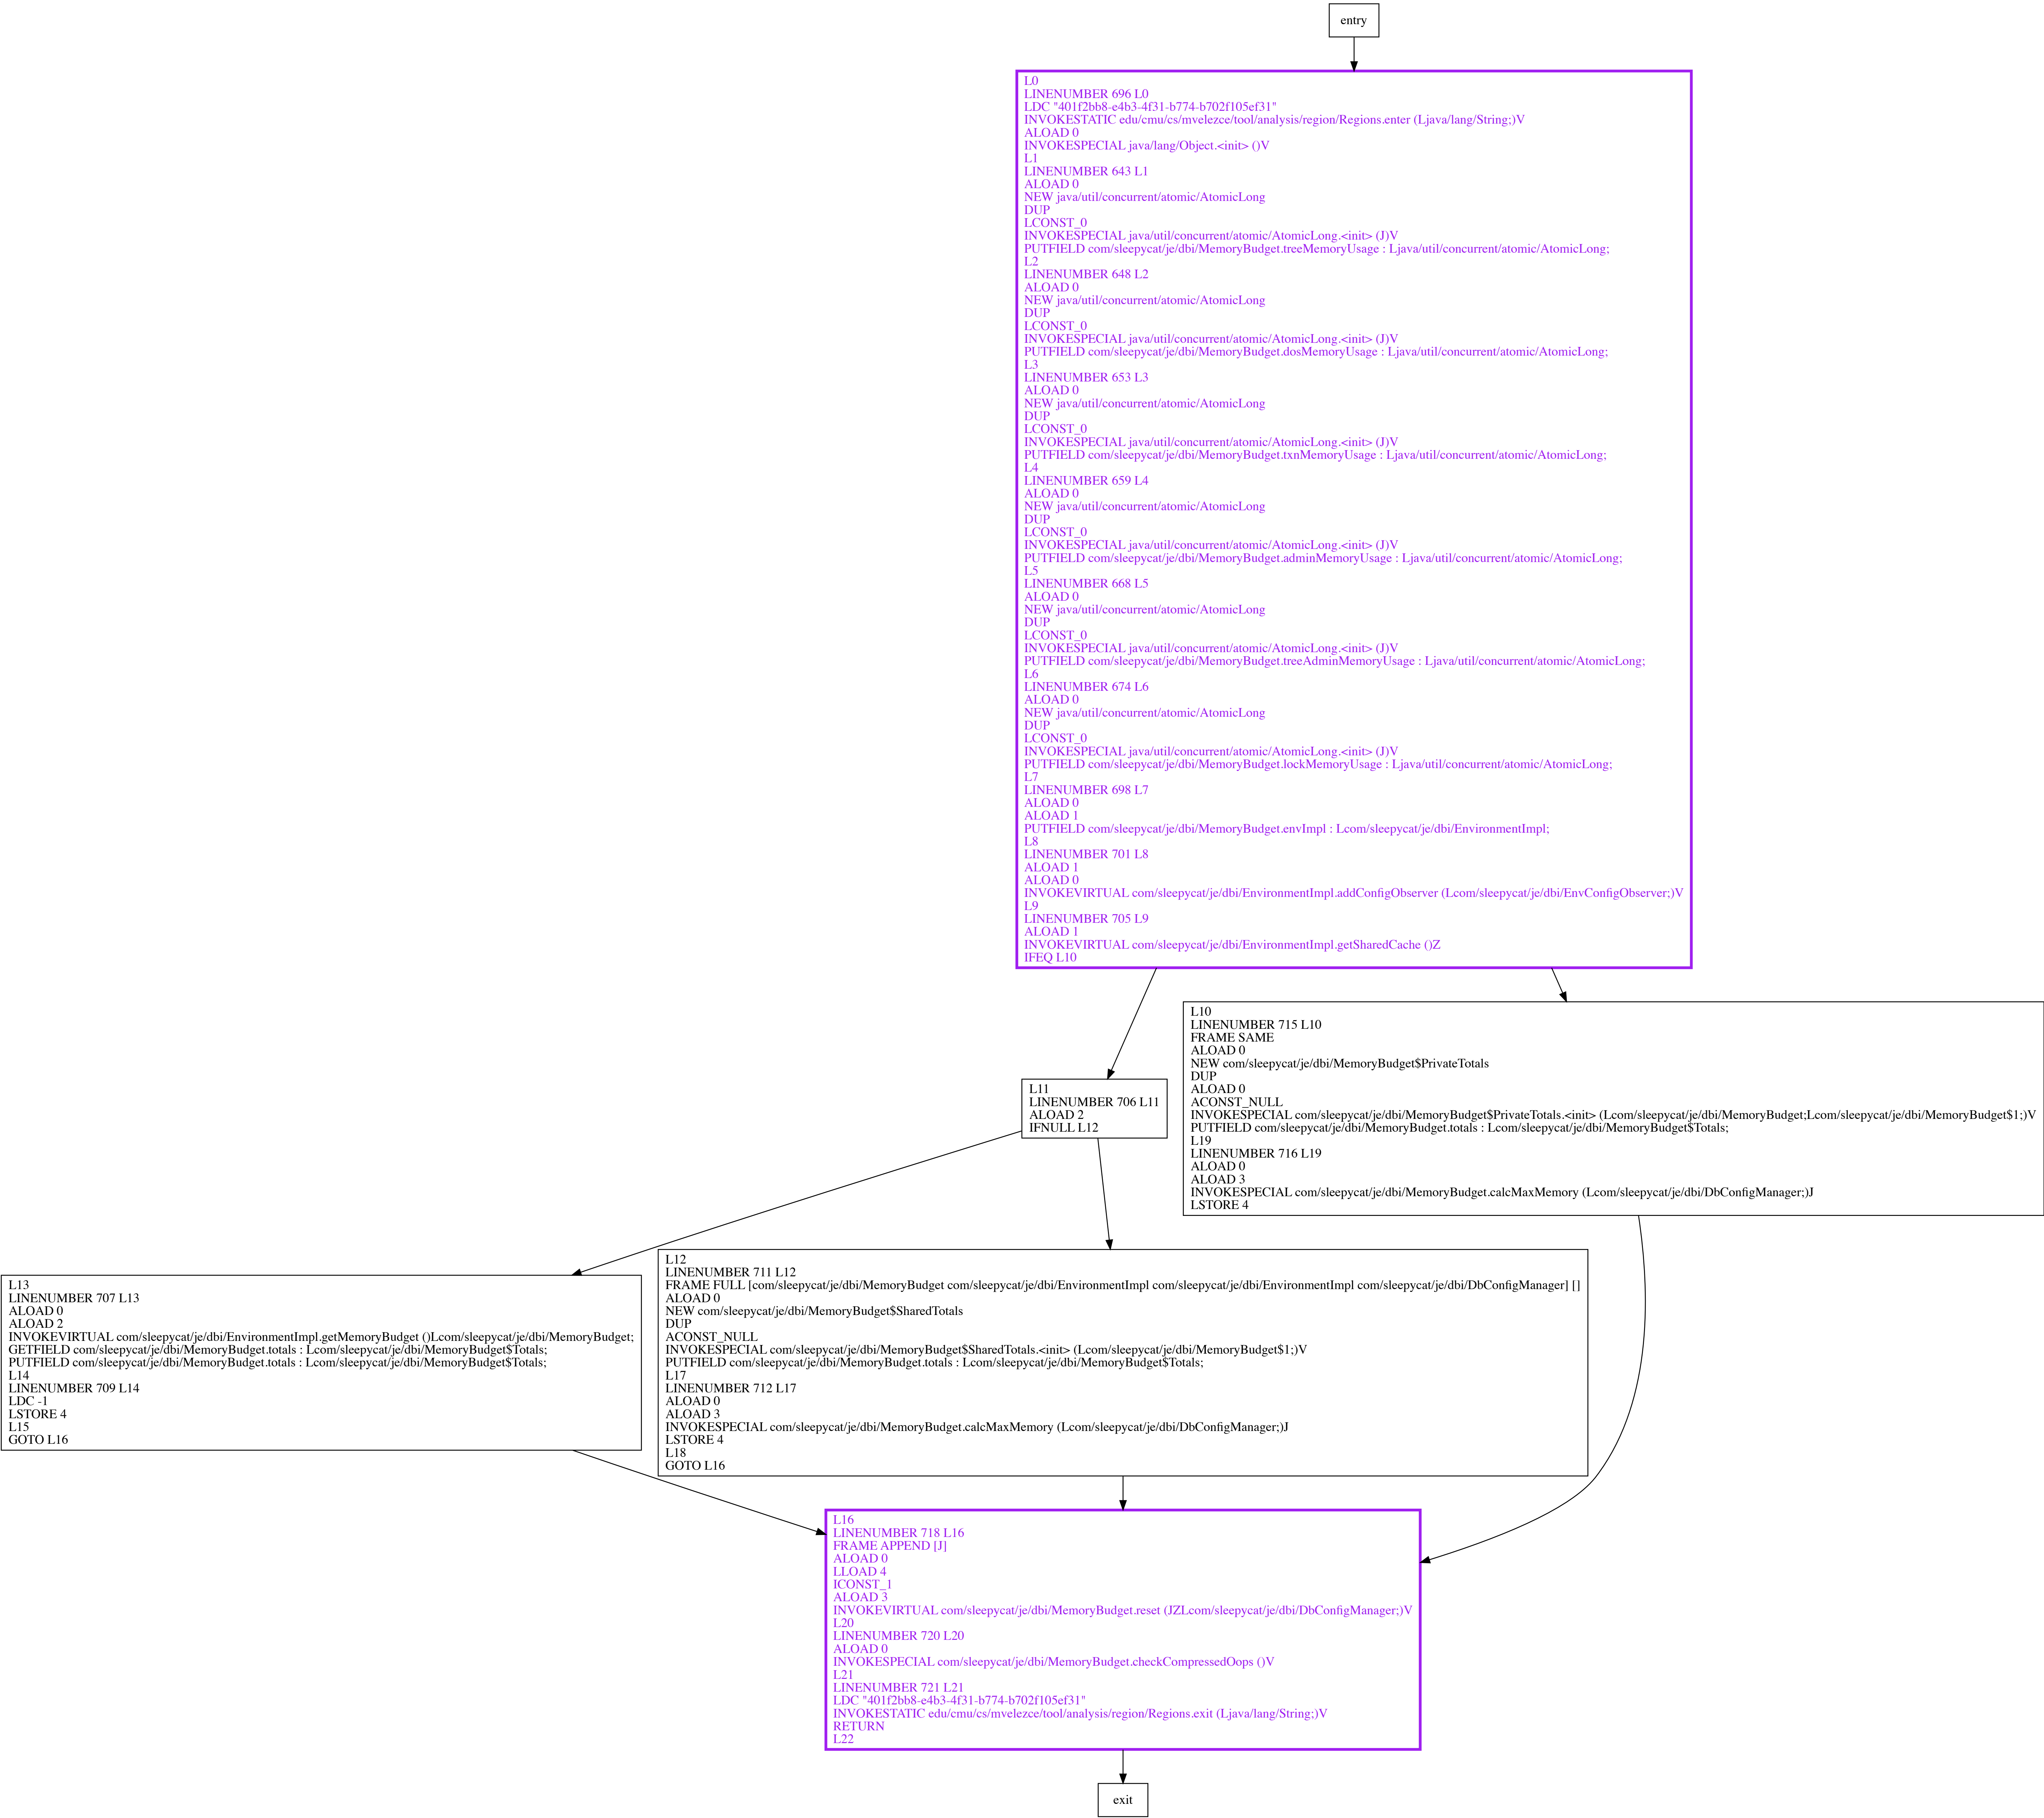 entry
L0
LINENUMBER 696 L0
LDC "401f2bb8-e4b3-4f31-b774-b702f105ef31"
INVOKESTATIC edu/cmu/cs/mvelezce/tool/analysis/region/Regions.enter (Ljava/lang/String;)V
ALOAD 0
INVOKESPECIAL java/lang/Object.<init> ()V
L1
LINENUMBER 643 L1
ALOAD 0
NEW java/util/concurrent/atomic/AtomicLong
DUP
LCONST_0
INVOKESPECIAL java/util/concurrent/atomic/AtomicLong.<init> (J)V
PUTFIELD com/sleepycat/je/dbi/MemoryBudget.treeMemoryUsage : Ljava/util/concurrent/atomic/AtomicLong;
L2
LINENUMBER 648 L2
ALOAD 0
NEW java/util/concurrent/atomic/AtomicLong
DUP
LCONST_0
INVOKESPECIAL java/util/concurrent/atomic/AtomicLong.<init> (J)V
PUTFIELD com/sleepycat/je/dbi/MemoryBudget.dosMemoryUsage : Ljava/util/concurrent/atomic/AtomicLong;
L3
LINENUMBER 653 L3
ALOAD 0
NEW java/util/concurrent/atomic/AtomicLong
DUP
LCONST_0
INVOKESPECIAL java/util/concurrent/atomic/AtomicLong.<init> (J)V
PUTFIELD com/sleepycat/je/dbi/MemoryBudget.txnMemoryUsage : Ljava/util/concurrent/atomic/AtomicLong;
L4
LINENUMBER 659 L4
ALOAD 0
NEW java/util/concurrent/atomic/AtomicLong
DUP
LCONST_0
INVOKESPECIAL java/util/concurrent/atomic/AtomicLong.<init> (J)V
PUTFIELD com/sleepycat/je/dbi/MemoryBudget.adminMemoryUsage : Ljava/util/concurrent/atomic/AtomicLong;
L5
LINENUMBER 668 L5
ALOAD 0
NEW java/util/concurrent/atomic/AtomicLong
DUP
LCONST_0
INVOKESPECIAL java/util/concurrent/atomic/AtomicLong.<init> (J)V
PUTFIELD com/sleepycat/je/dbi/MemoryBudget.treeAdminMemoryUsage : Ljava/util/concurrent/atomic/AtomicLong;
L6
LINENUMBER 674 L6
ALOAD 0
NEW java/util/concurrent/atomic/AtomicLong
DUP
LCONST_0
INVOKESPECIAL java/util/concurrent/atomic/AtomicLong.<init> (J)V
PUTFIELD com/sleepycat/je/dbi/MemoryBudget.lockMemoryUsage : Ljava/util/concurrent/atomic/AtomicLong;
L7
LINENUMBER 698 L7
ALOAD 0
ALOAD 1
PUTFIELD com/sleepycat/je/dbi/MemoryBudget.envImpl : Lcom/sleepycat/je/dbi/EnvironmentImpl;
L8
LINENUMBER 701 L8
ALOAD 1
ALOAD 0
INVOKEVIRTUAL com/sleepycat/je/dbi/EnvironmentImpl.addConfigObserver (Lcom/sleepycat/je/dbi/EnvConfigObserver;)V
L9
LINENUMBER 705 L9
ALOAD 1
INVOKEVIRTUAL com/sleepycat/je/dbi/EnvironmentImpl.getSharedCache ()Z
IFEQ L10
L10
LINENUMBER 715 L10
FRAME SAME
ALOAD 0
NEW com/sleepycat/je/dbi/MemoryBudget$PrivateTotals
DUP
ALOAD 0
ACONST_NULL
INVOKESPECIAL com/sleepycat/je/dbi/MemoryBudget$PrivateTotals.<init> (Lcom/sleepycat/je/dbi/MemoryBudget;Lcom/sleepycat/je/dbi/MemoryBudget$1;)V
PUTFIELD com/sleepycat/je/dbi/MemoryBudget.totals : Lcom/sleepycat/je/dbi/MemoryBudget$Totals;
L19
LINENUMBER 716 L19
ALOAD 0
ALOAD 3
INVOKESPECIAL com/sleepycat/je/dbi/MemoryBudget.calcMaxMemory (Lcom/sleepycat/je/dbi/DbConfigManager;)J
LSTORE 4
L11
LINENUMBER 706 L11
ALOAD 2
IFNULL L12
L13
LINENUMBER 707 L13
ALOAD 0
ALOAD 2
INVOKEVIRTUAL com/sleepycat/je/dbi/EnvironmentImpl.getMemoryBudget ()Lcom/sleepycat/je/dbi/MemoryBudget;
GETFIELD com/sleepycat/je/dbi/MemoryBudget.totals : Lcom/sleepycat/je/dbi/MemoryBudget$Totals;
PUTFIELD com/sleepycat/je/dbi/MemoryBudget.totals : Lcom/sleepycat/je/dbi/MemoryBudget$Totals;
L14
LINENUMBER 709 L14
LDC -1
LSTORE 4
L15
GOTO L16
L12
LINENUMBER 711 L12
FRAME FULL [com/sleepycat/je/dbi/MemoryBudget com/sleepycat/je/dbi/EnvironmentImpl com/sleepycat/je/dbi/EnvironmentImpl com/sleepycat/je/dbi/DbConfigManager] []
ALOAD 0
NEW com/sleepycat/je/dbi/MemoryBudget$SharedTotals
DUP
ACONST_NULL
INVOKESPECIAL com/sleepycat/je/dbi/MemoryBudget$SharedTotals.<init> (Lcom/sleepycat/je/dbi/MemoryBudget$1;)V
PUTFIELD com/sleepycat/je/dbi/MemoryBudget.totals : Lcom/sleepycat/je/dbi/MemoryBudget$Totals;
L17
LINENUMBER 712 L17
ALOAD 0
ALOAD 3
INVOKESPECIAL com/sleepycat/je/dbi/MemoryBudget.calcMaxMemory (Lcom/sleepycat/je/dbi/DbConfigManager;)J
LSTORE 4
L18
GOTO L16
L16
LINENUMBER 718 L16
FRAME APPEND [J]
ALOAD 0
LLOAD 4
ICONST_1
ALOAD 3
INVOKEVIRTUAL com/sleepycat/je/dbi/MemoryBudget.reset (JZLcom/sleepycat/je/dbi/DbConfigManager;)V
L20
LINENUMBER 720 L20
ALOAD 0
INVOKESPECIAL com/sleepycat/je/dbi/MemoryBudget.checkCompressedOops ()V
L21
LINENUMBER 721 L21
LDC "401f2bb8-e4b3-4f31-b774-b702f105ef31"
INVOKESTATIC edu/cmu/cs/mvelezce/tool/analysis/region/Regions.exit (Ljava/lang/String;)V
RETURN
L22
exit